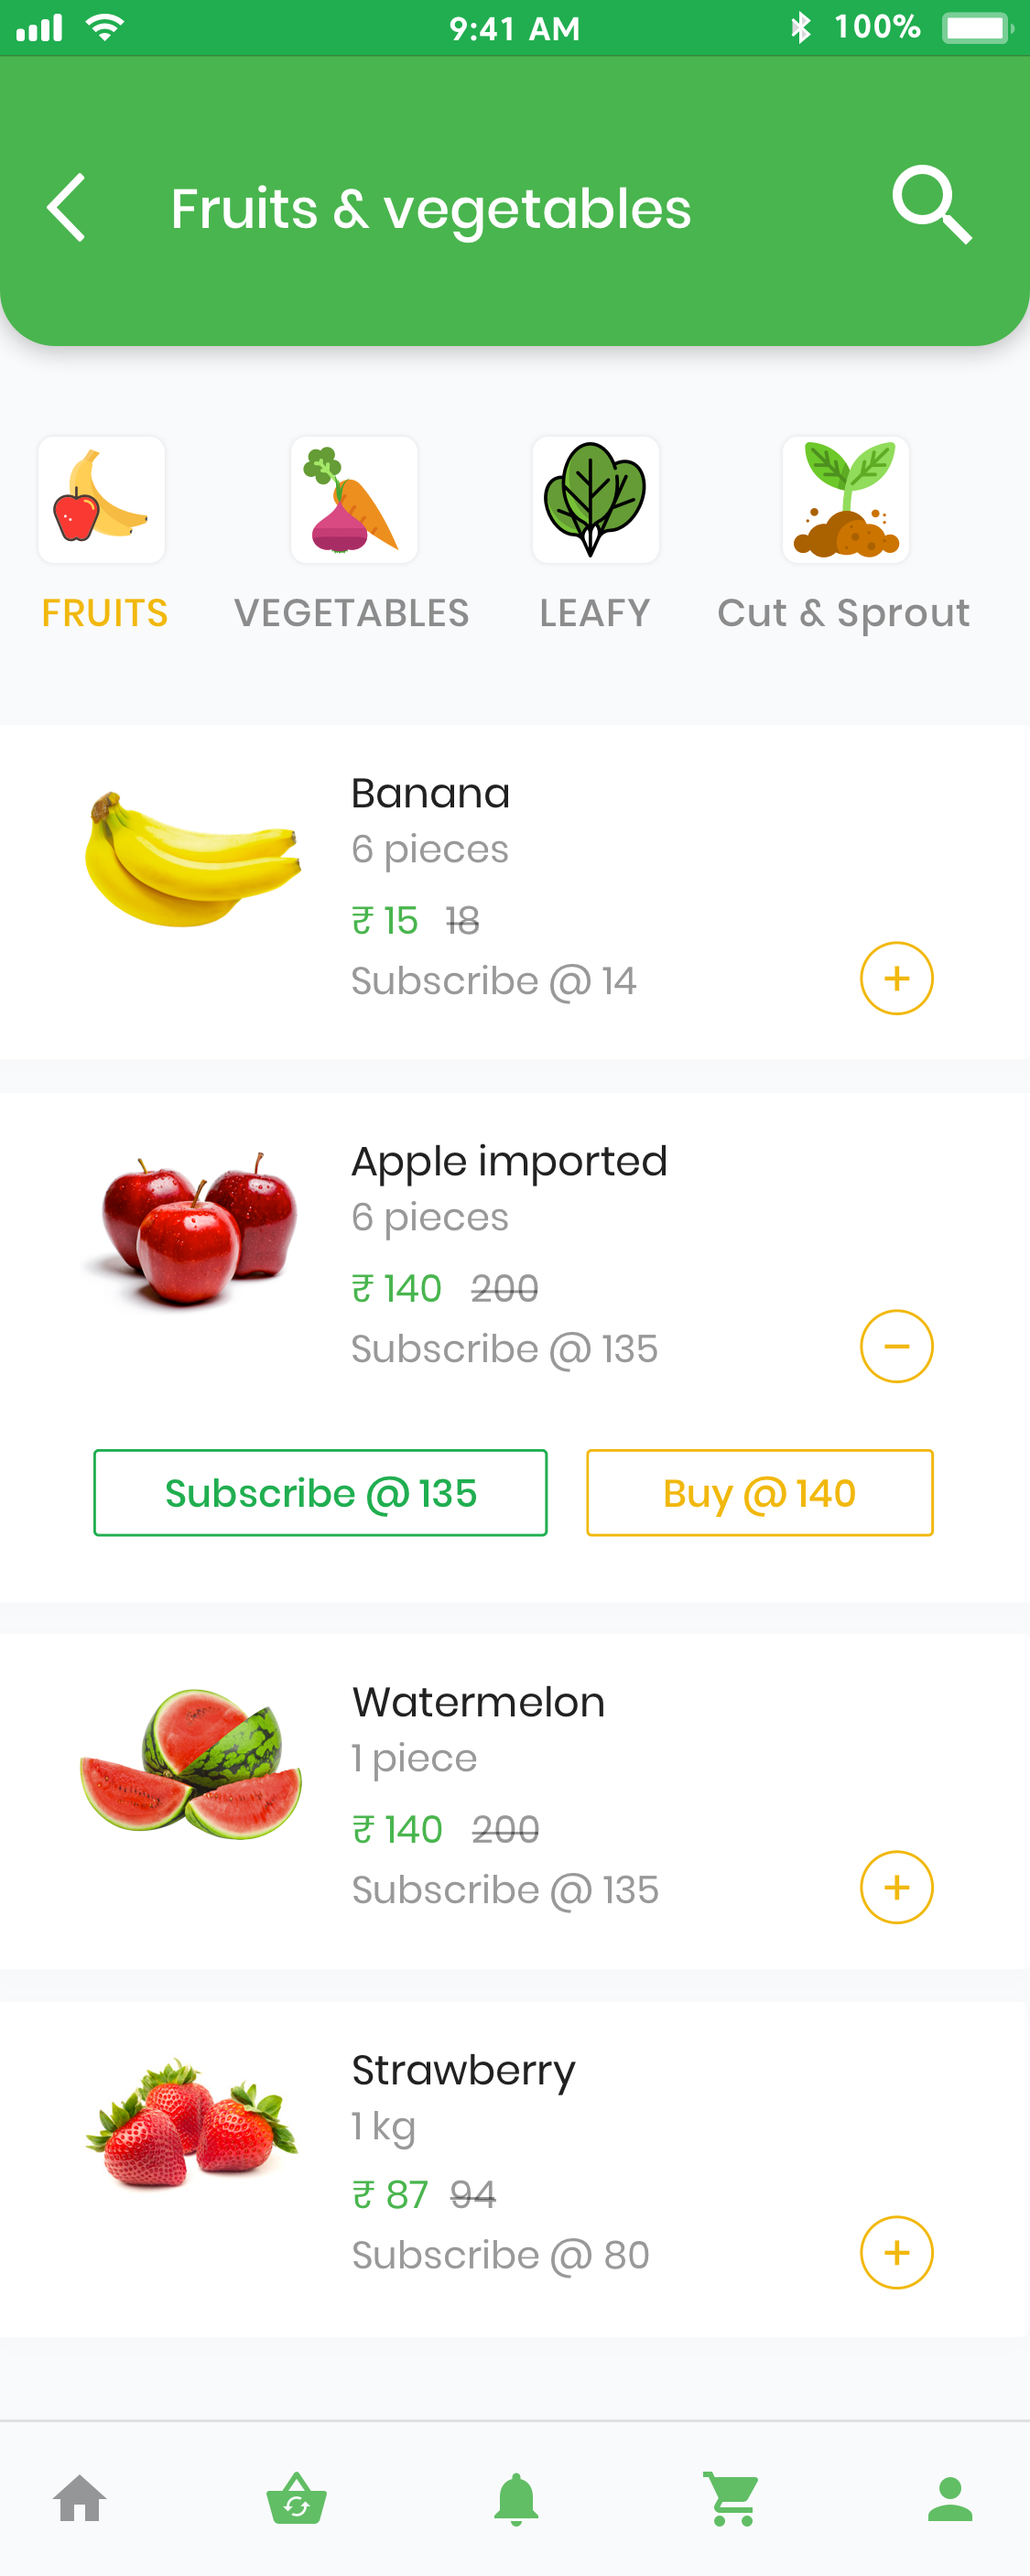 9:41 AM
100%
Fruits & vegetables
FRUITS
VEGETABLES
LEAFY
Cut & Sprout
Banana
6 pieces
₹ 15 18
Subscribe @ 14
Apple imported
6 pieces
₹ 140 200
Subscribe @ 135
Subscribe @ 135
Buy @ 140
Watermelon
1 piece
₹ 140 200
Subscribe @ 135
Strawberry
1 kg
₹ 87 94
Subscribe @ 80